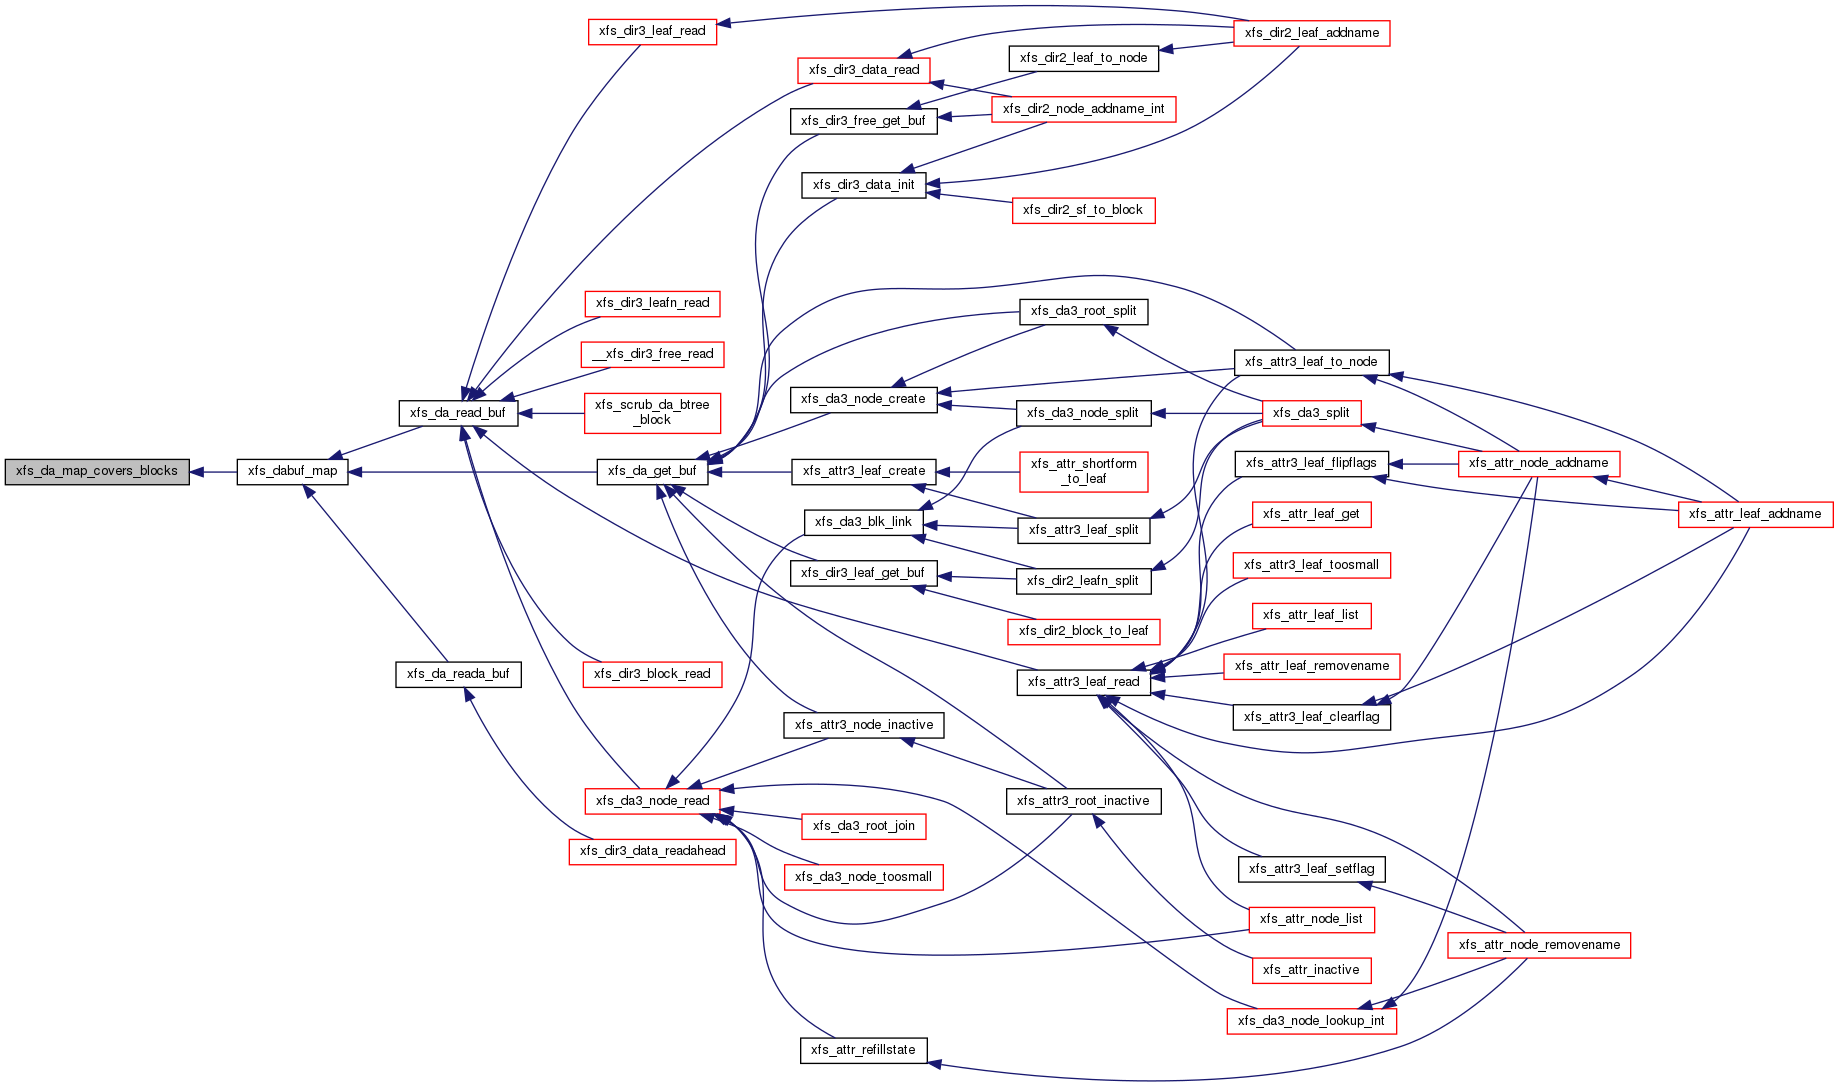 xfs_da_map_covers_blocks
xfs_dabuf_map
xfs_da_read_buf
xfs_da_get_buf
xfs_da_reada_buf
xfs_dir3_leaf_read
xfs_dir3_leafn_read
__xfs_dir3_free_read
xfs_scrub_da_btree
_block
xfs_dir3_block_read
xfs_da3_node_read
xfs_dir3_data_readahead
xfs_dir3_data_read
xfs_dir3_free_get_buf
xfs_dir3_data_init
xfs_da3_node_create
xfs_attr3_leaf_create
xfs_da3_blk_link
xfs_dir3_leaf_get_buf
xfs_attr3_node_inactive
xfs_da3_root_join
xfs_da3_node_toosmall
xfs_attr_refillstate
xfs_dir2_leaf_to_node
xfs_dir2_node_addname_int
xfs_dir2_sf_to_block
xfs_da3_root_split
xfs_da3_node_split
xfs_attr_shortform
_to_leaf
xfs_attr3_leaf_split
xfs_dir2_leafn_split
xfs_dir2_block_to_leaf
xfs_attr3_leaf_read
xfs_attr3_root_inactive
xfs_dir2_leaf_addname
xfs_attr3_leaf_to_node
xfs_da3_split
xfs_attr3_leaf_flipflags
xfs_attr_leaf_get
xfs_attr3_leaf_toosmall
xfs_attr_leaf_list
xfs_attr_leaf_removename
xfs_attr3_leaf_clearflag
xfs_attr3_leaf_setflag
xfs_attr_node_list
xfs_attr_inactive
xfs_da3_node_lookup_int
xfs_attr_node_addname
xfs_attr_node_removename
xfs_attr_leaf_addname